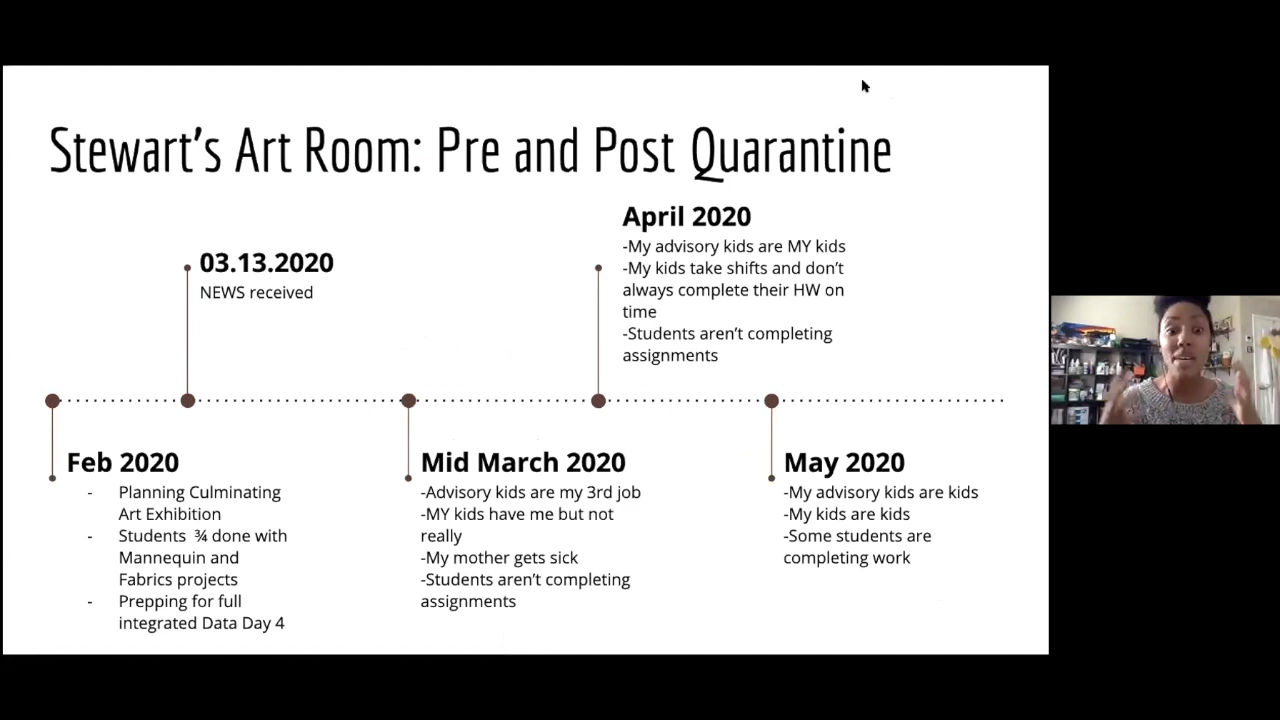 Stewart's Art Room: Pre and Post Quarantine
April 2020
-My advisory kids are MY kids
-My kids take shifts and don't
always complete their HW on
time
-Students aren't completing
assignments
03.13.2020
NEWS received
Feb 2020
- Planning Culminating
Art Exhibition
- Students ¾ done with
Mannequin and
Fabrics projects
- Prepping for full
integrated Data Day 4
Mid March 2020
-Advisory kids are my 3rd job
-MY kids have me but not
really
-My mother gets sick
-Students aren't completing
assignments
May 2020
-My advisory kids are kids
-My kids are kids
-Some students are
completing work